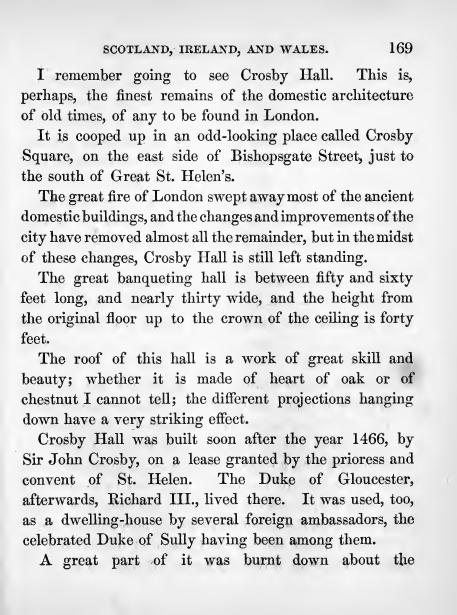 SCOTLAND, IRELAND, AND WALES. 169
I remember going to see Crosby Hall. This is,
perhaps, the finest remains of the domestic architecture
of old times, of any to be found in London.
It is cooped up in an odd-looking place called Crosby
Square, on the east side of Bishopsgate Street, just to
the south of Great St. Helen's.
The great fire of London swept away most of the ancient
domestic buildings, and the changes and improvements of the
city have removed almost all the remainder, but in the midst
of these changes, Crosby Hall is still left standing.
The great banqueting hall is between fifty and sixty
feet long, and nearly thirty wide, and the height from
the original floor up to the crown of the ceiling is forty
feet.
The roof of this hall is a work of great skill and
beauty; whether it is made of heart of oak or of
chestnut I cannot tell; the different projections hanging
down have a very striking effect.
Crosby Hall was built soon after the year 1466, by
Sir John Crosby, on a lease granted by the prioress and
convent of St. Helen. The Duke of Gloucester,
afterwards, Richard III., lived there. It was used, too,
as a dwelling-house by several foreign ambassadors, the
celebrated Duke of Sully having been among them.
A great part of it was burnt down about the